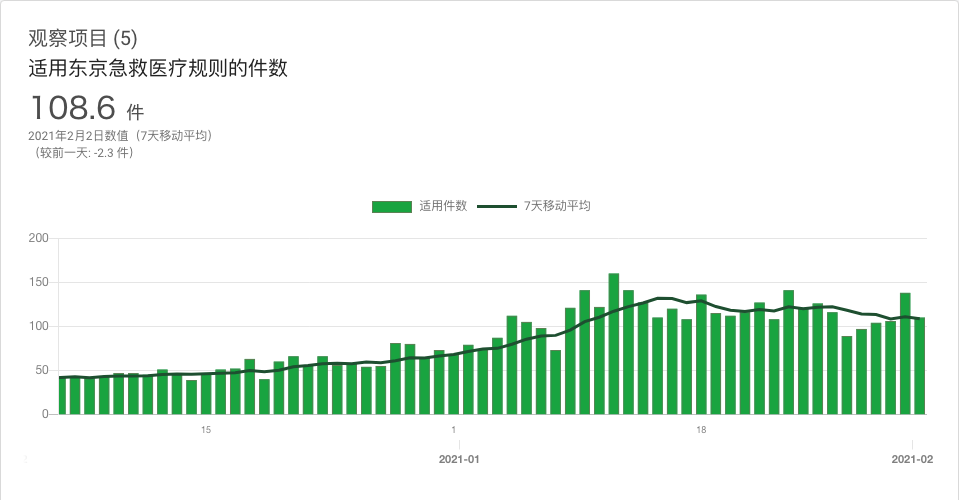 观察项目 (5)
适用东京急救医疗规则的件数
108.6 件
2021年2月2日数值（7天移动平均）
（较前一天: -2.3 件）
适用件数 7天移动平均
200
150
100
50
0
15 1 18
2021-01 2021-02